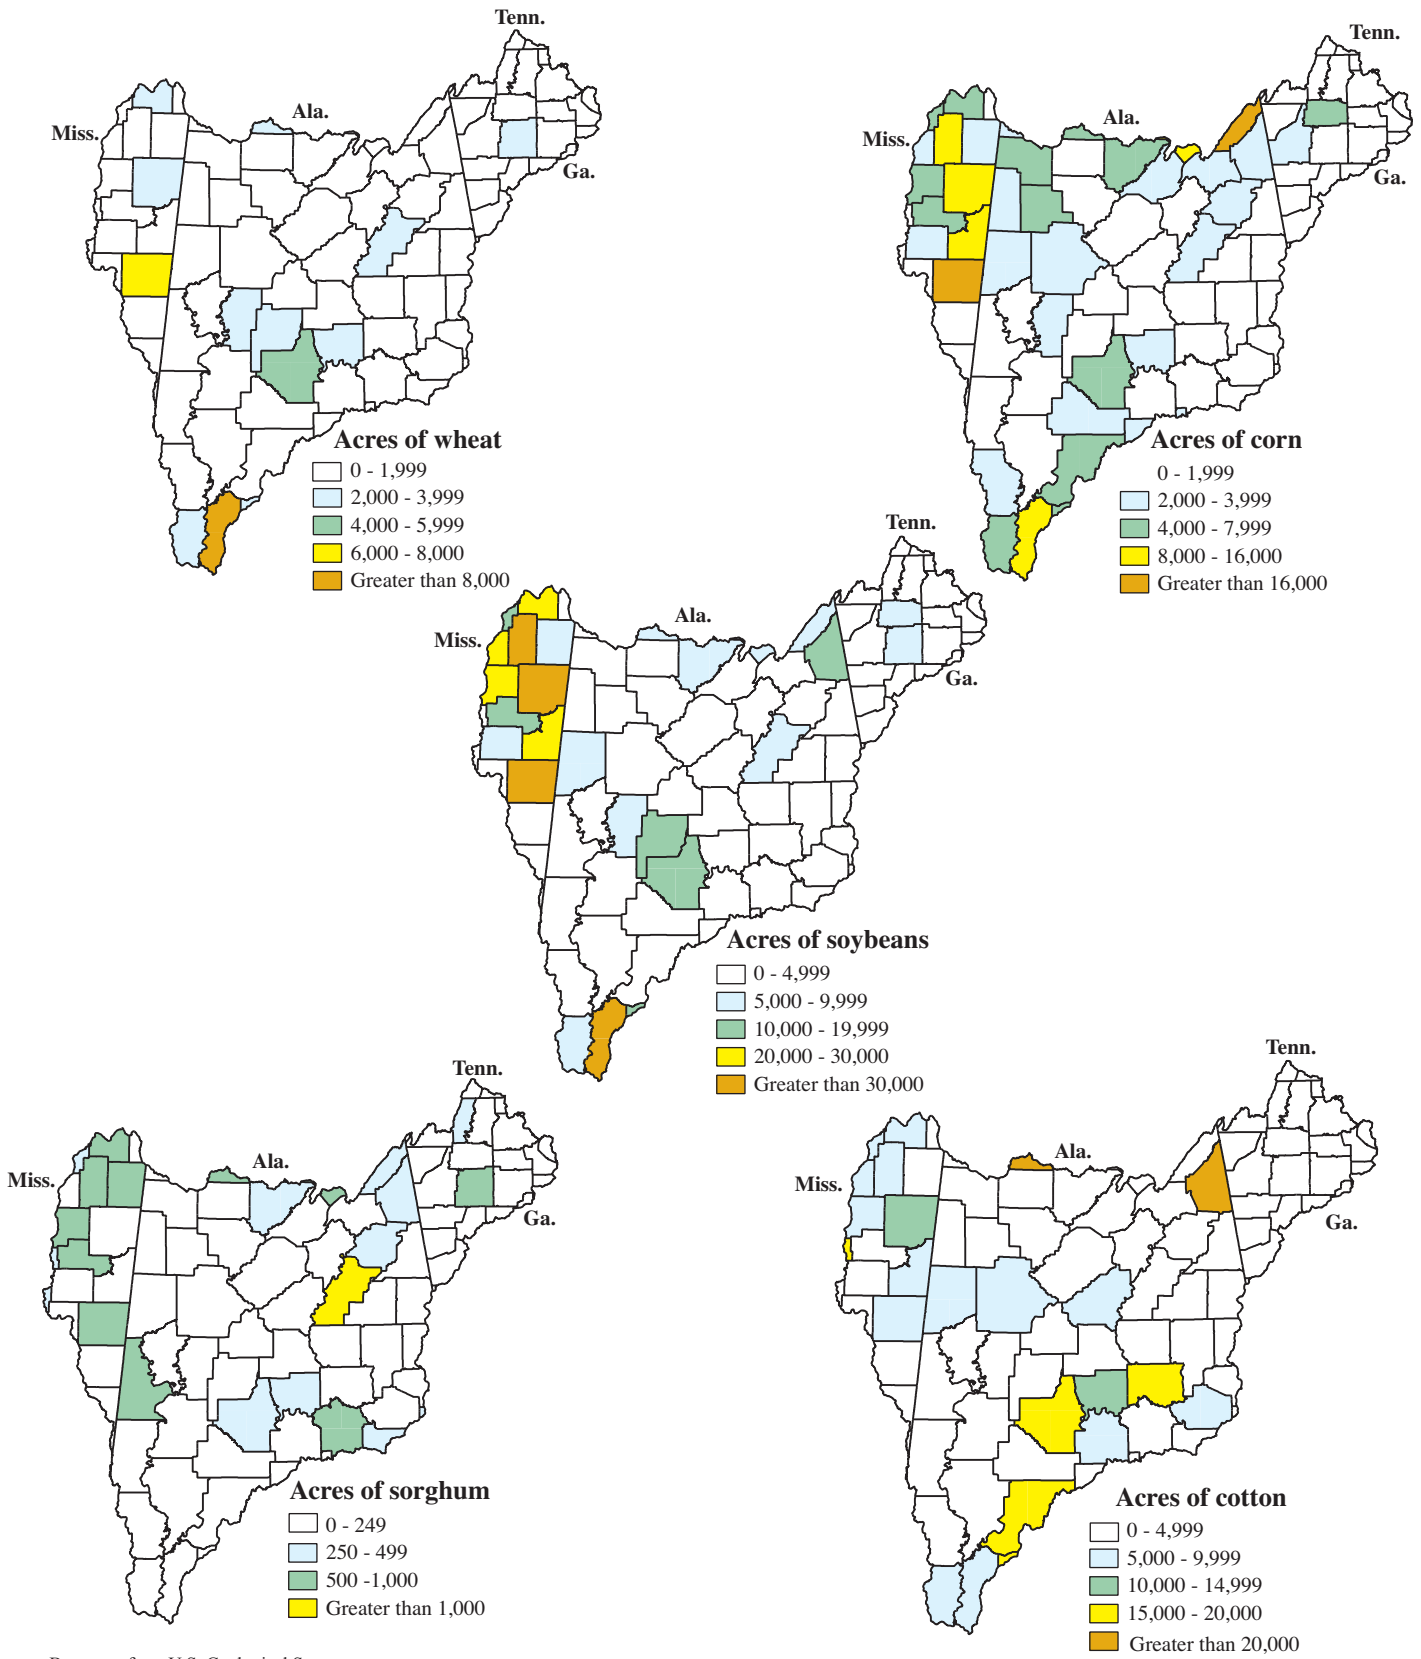 Tenn.
Ala.
Miss.
Ga.
Acres of wheat
0 - 1,999
2,000 - 3,999
4,000 - 5,999
6,000 - 8,000
Greater than 8,000
Tenn.
Ala.
Miss.
Ga.
Acres of corn
0 - 1,999
2,000 - 3,999
4,000 - 7,999
8,000 - 16,000
Greater than 16,000
Tenn.
Ala.
Miss.
Ga.
Acres of soybeans
0 - 4,999
5,000 - 9,999
10,000 - 19,999
20,000 - 30,000
Greater than 30,000
Tenn.
Ala.
Miss.
Ga.
Acres of sorghum
0 - 249
250 - 499
500 -1,000
Greater than 1,000
Tenn.
Ala.
Miss.
Ga.
Acres of cotton
0 - 4,999
5,000 - 9,999
10,000 - 14,999
15,000 - 20,000
Greater than 20,000